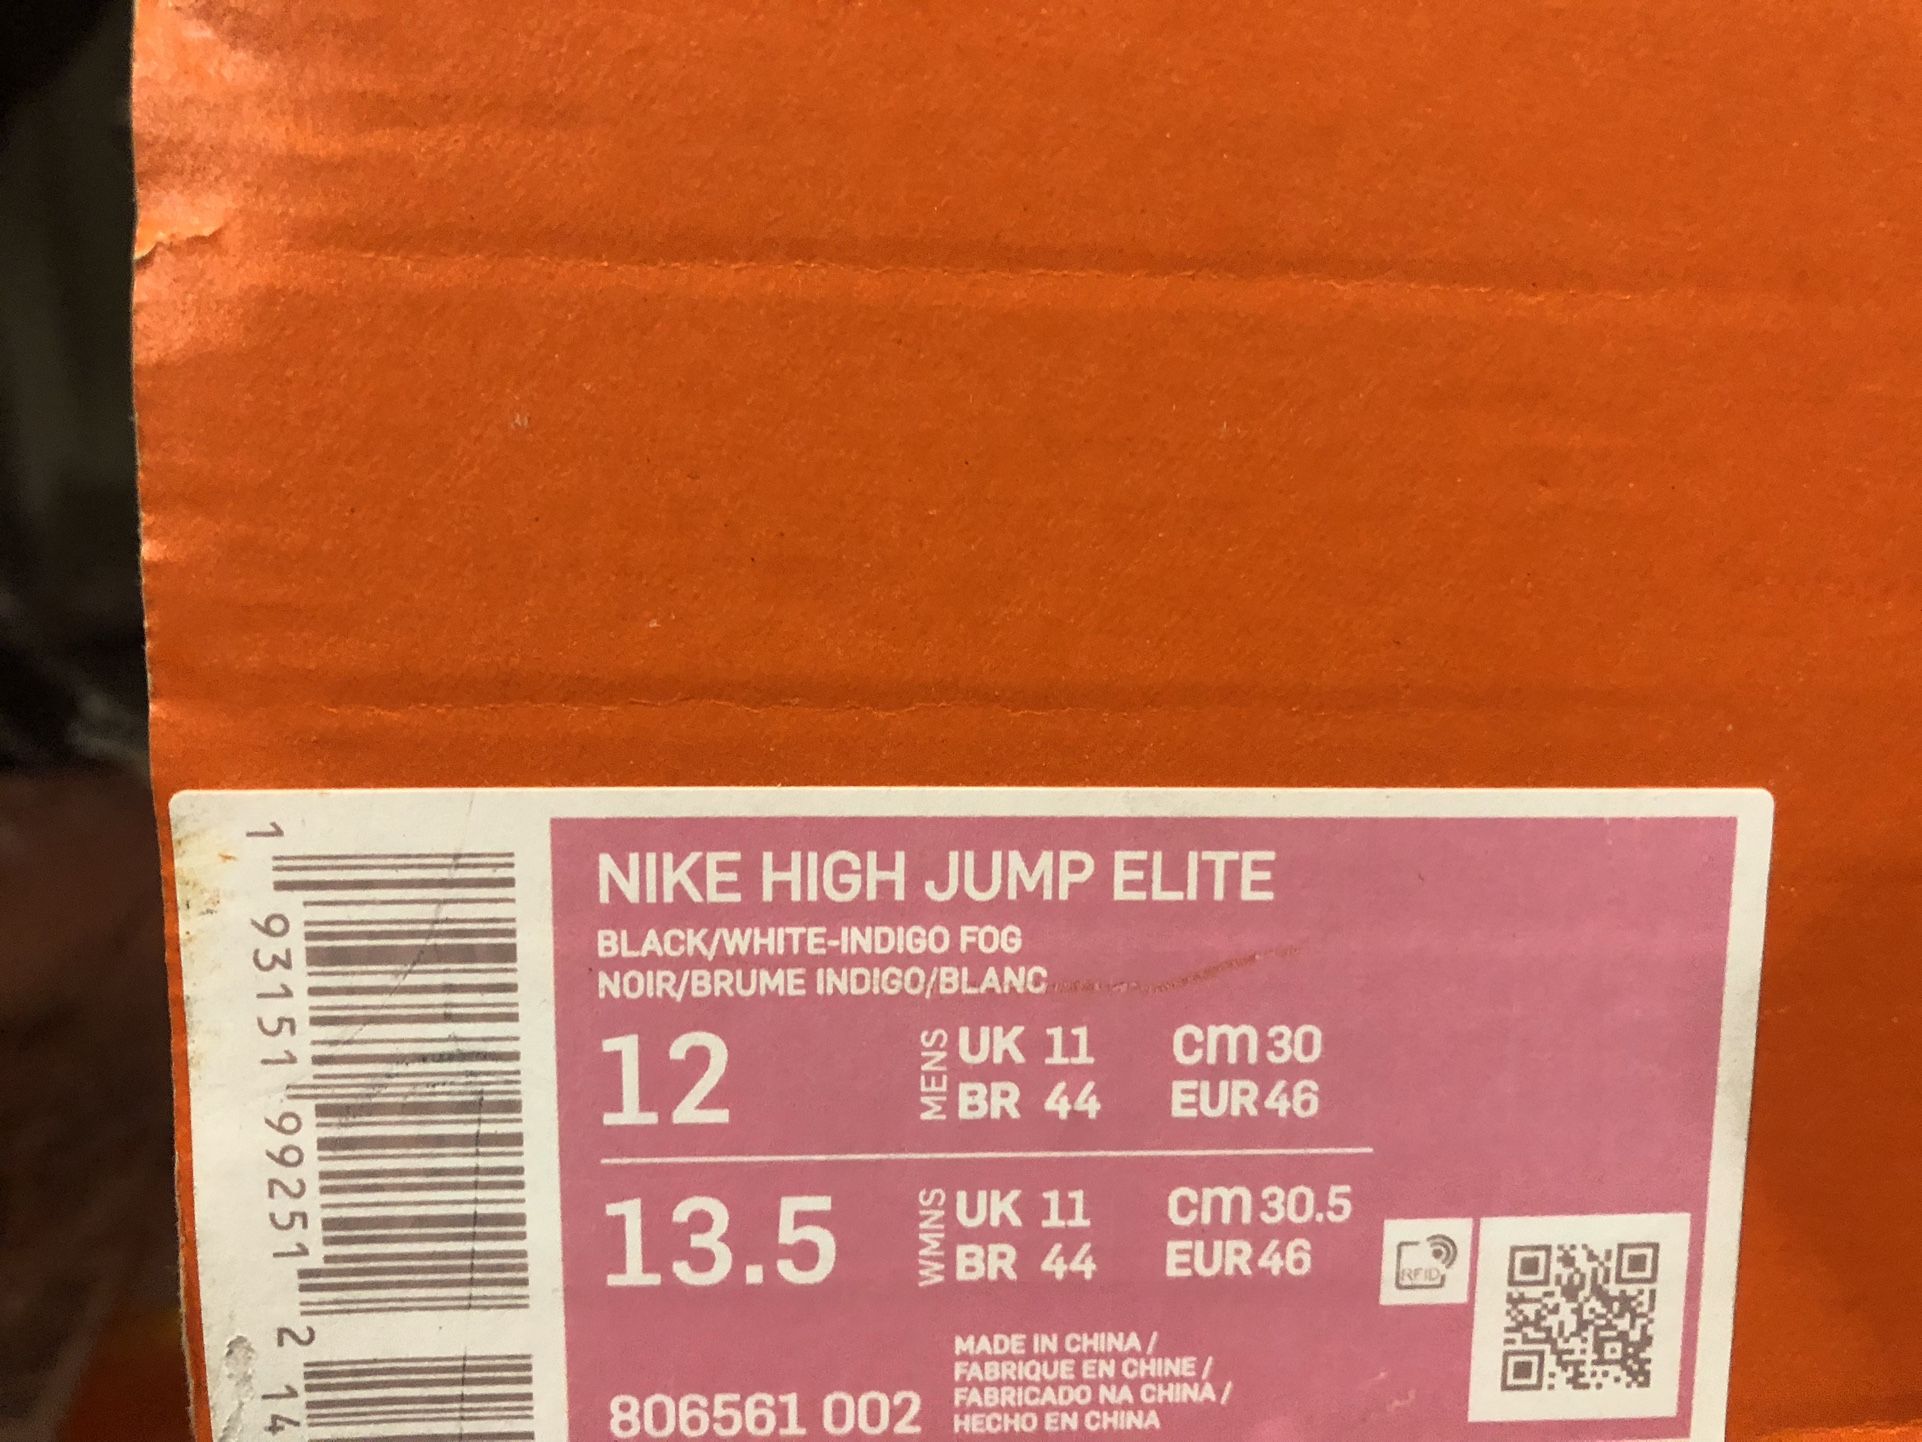 NIKE HIGH JUMP ELITE
BLACK/WHITE-INDIGO FOG
NOIR/BRUME INDIGO/BLANC
12 MENS UK 11 cm 30
BR 44 EUR 46
13.5 WMNS UK 11 cm 30.5
BR 44 EUR 46
RFID
806561 002
MADE IN CHINA /
FABRIQUE EN CHINE /
FABRICADO NA CHINA /
HECHO EN CHINA
1 93151 99251 2 14